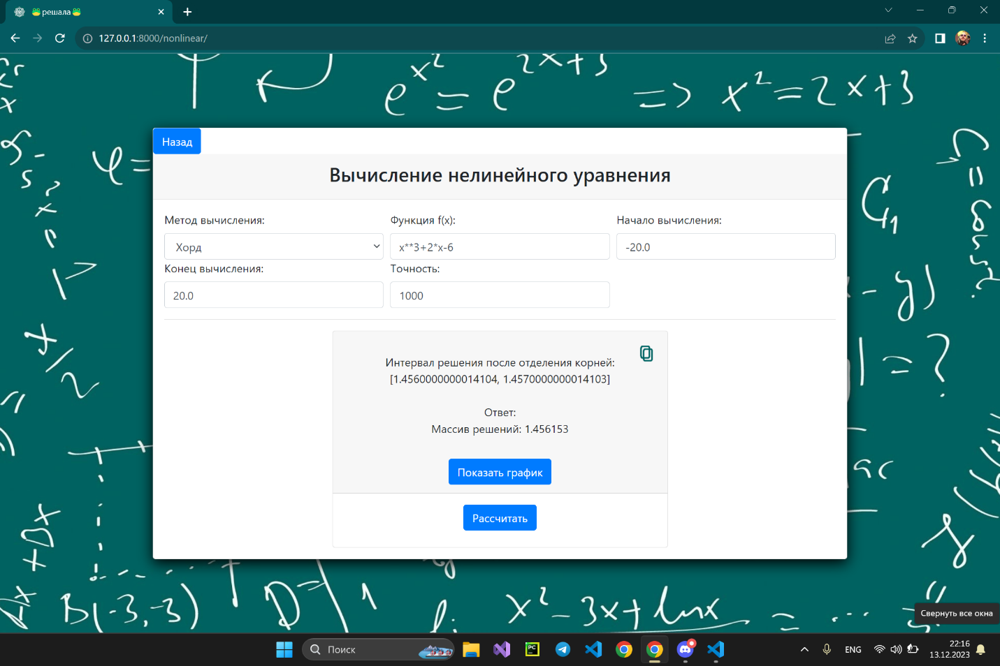 🐸решала🐸
127.0.0.1:8000/nonlinear/
e^x^2 = e^2x+3 => x^2 = 2x+3
Назад
Вычисление нелинейного уравнения
Метод вычисления:
Функция f(x):
Начало вычисления:
Хорд
x**3+2*x-6
-20.0
Конец вычисления:
Точность:
20.0
1000
Интервал решения после отделения корней:
[1.4560000000014104, 1.4570000000014103]
Ответ:
Массив решений: 1.456153
Показать график
Рассчитать
B(-3,-3)
x^2-3x+lnx
Свернуть все окна
Поиск
PC
ENG
22:16
13.12.2023